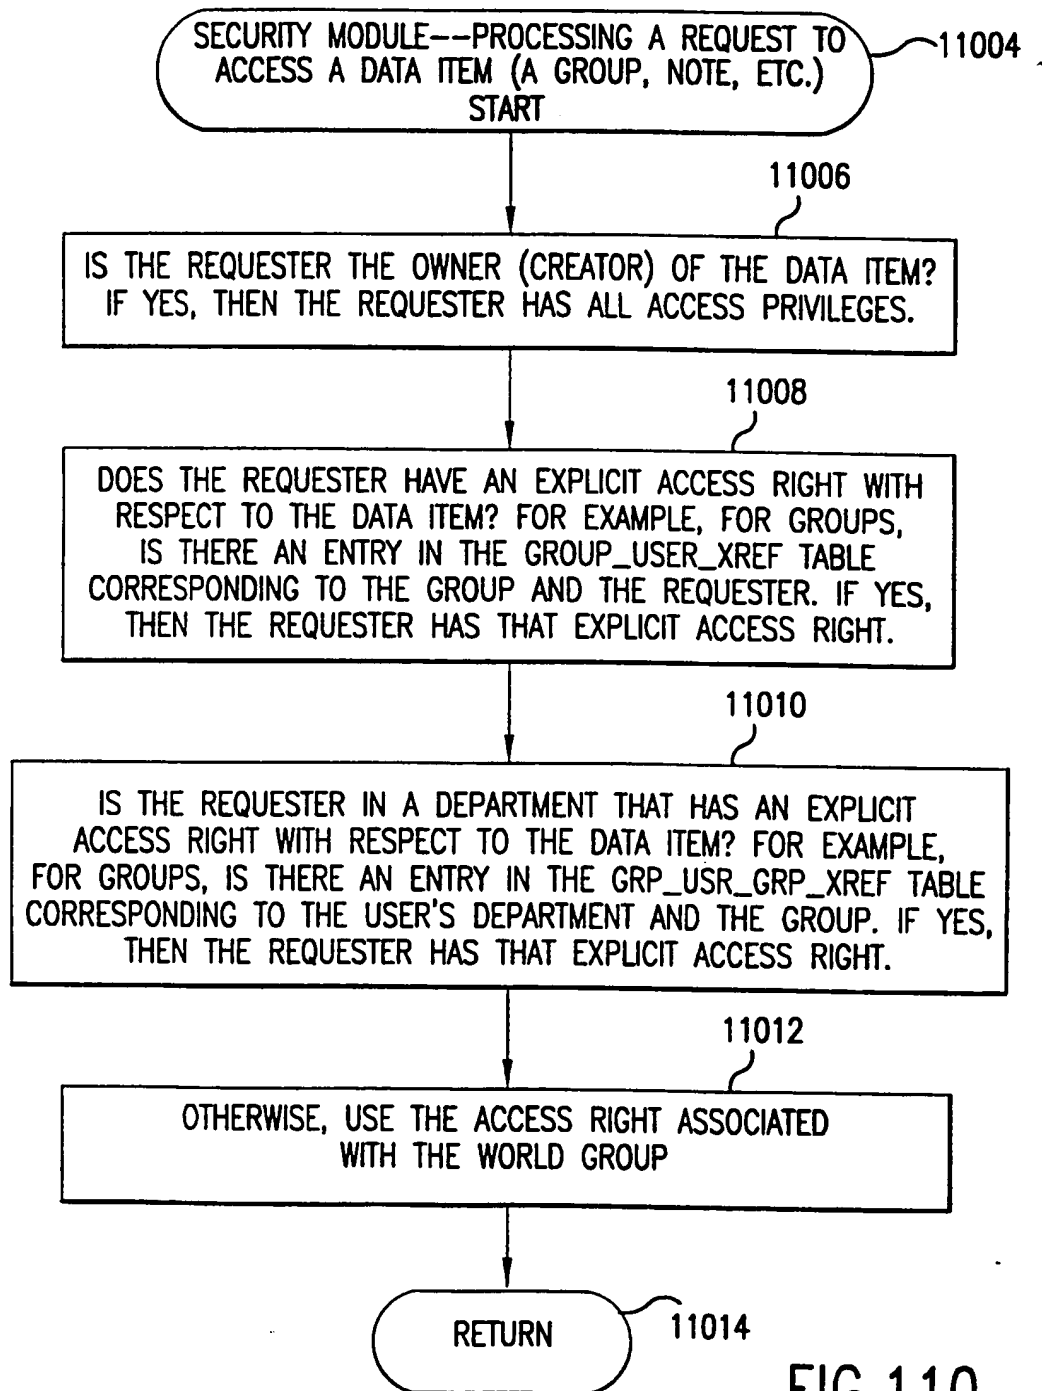 SECURITY MODULE--PROCESSING A REQUEST TO
ACCESS A DATA ITEM (A GROUP, NOTE, ETC.)
START
11004
11006
IS THE REQUESTER THE OWNER (CREATOR) OF THE DATA ITEM?
IF YES, THEN THE REQUESTER HAS ALL ACCESS PRIVILEGES.
11008
DOES THE REQUESTER HAVE AN EXPLICIT ACCESS RIGHT WITH
RESPECT TO THE DATA ITEM? FOR EXAMPLE, FOR GROUPS,
IS THERE AN ENTRY IN THE GROUP_USER_XREF TABLE
CORRESPONDING TO THE GROUP AND THE REQUESTER. IF YES,
THEN THE REQUESTER HAS THAT EXPLICIT ACCESS RIGHT.
11010
IS THE REQUESTER IN A DEPARTMENT THAT HAS AN EXPLICIT
ACCESS RIGHT WITH RESPECT TO THE DATA ITEM? FOR EXAMPLE,
FOR GROUPS, IS THERE AN ENTRY IN THE GRP_USR_GRP_XREF TABLE
CORRESPONDING TO THE USER'S DEPARTMENT AND THE GROUP. IF YES,
THEN THE REQUESTER HAS THAT EXPLICIT ACCESS RIGHT.
11012
OTHERWISE, USE THE ACCESS RIGHT ASSOCIATED
WITH THE WORLD GROUP
RETURN
11014
FIG. 110